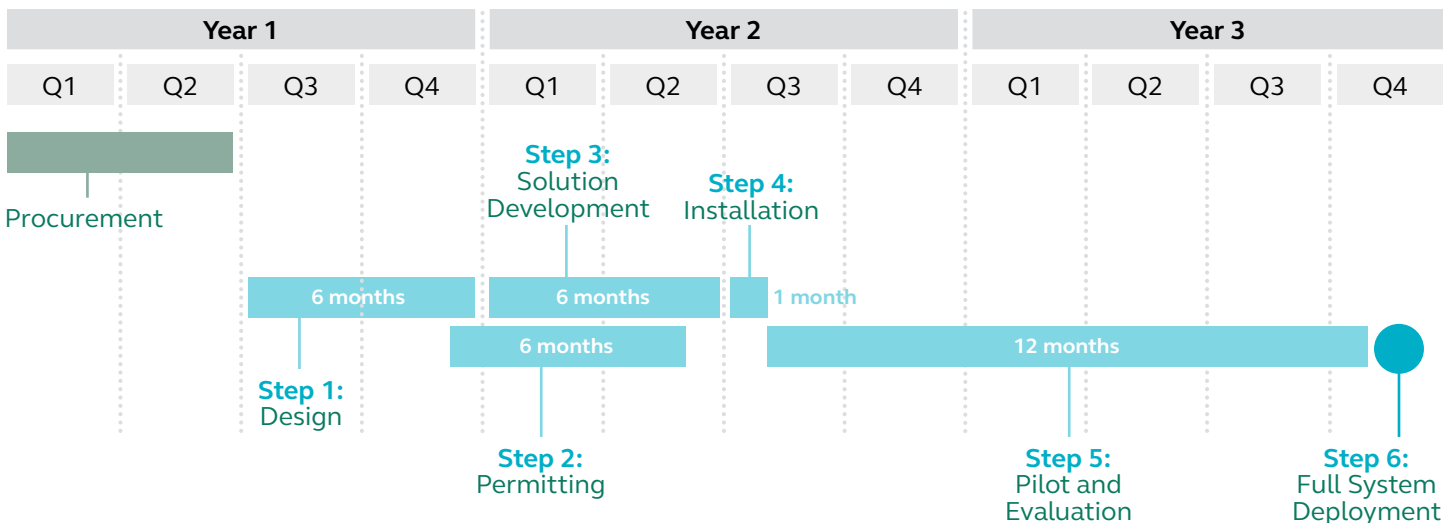 Year 1
Year 2
Year 3
Q1
Q2
Q3
Q4
Q1
Q2
Q3
Q4
Q1
Q2
Q3
Q4
Procurement
Step 3:
Solution
Development
Step 4:
Installation
6 months
6 months
1 month
6 months
12 months
Step 1:
Design
Step 2:
Permitting
Step 5:
Pilot and
Evaluation
Step 6:
Full System
Deployment